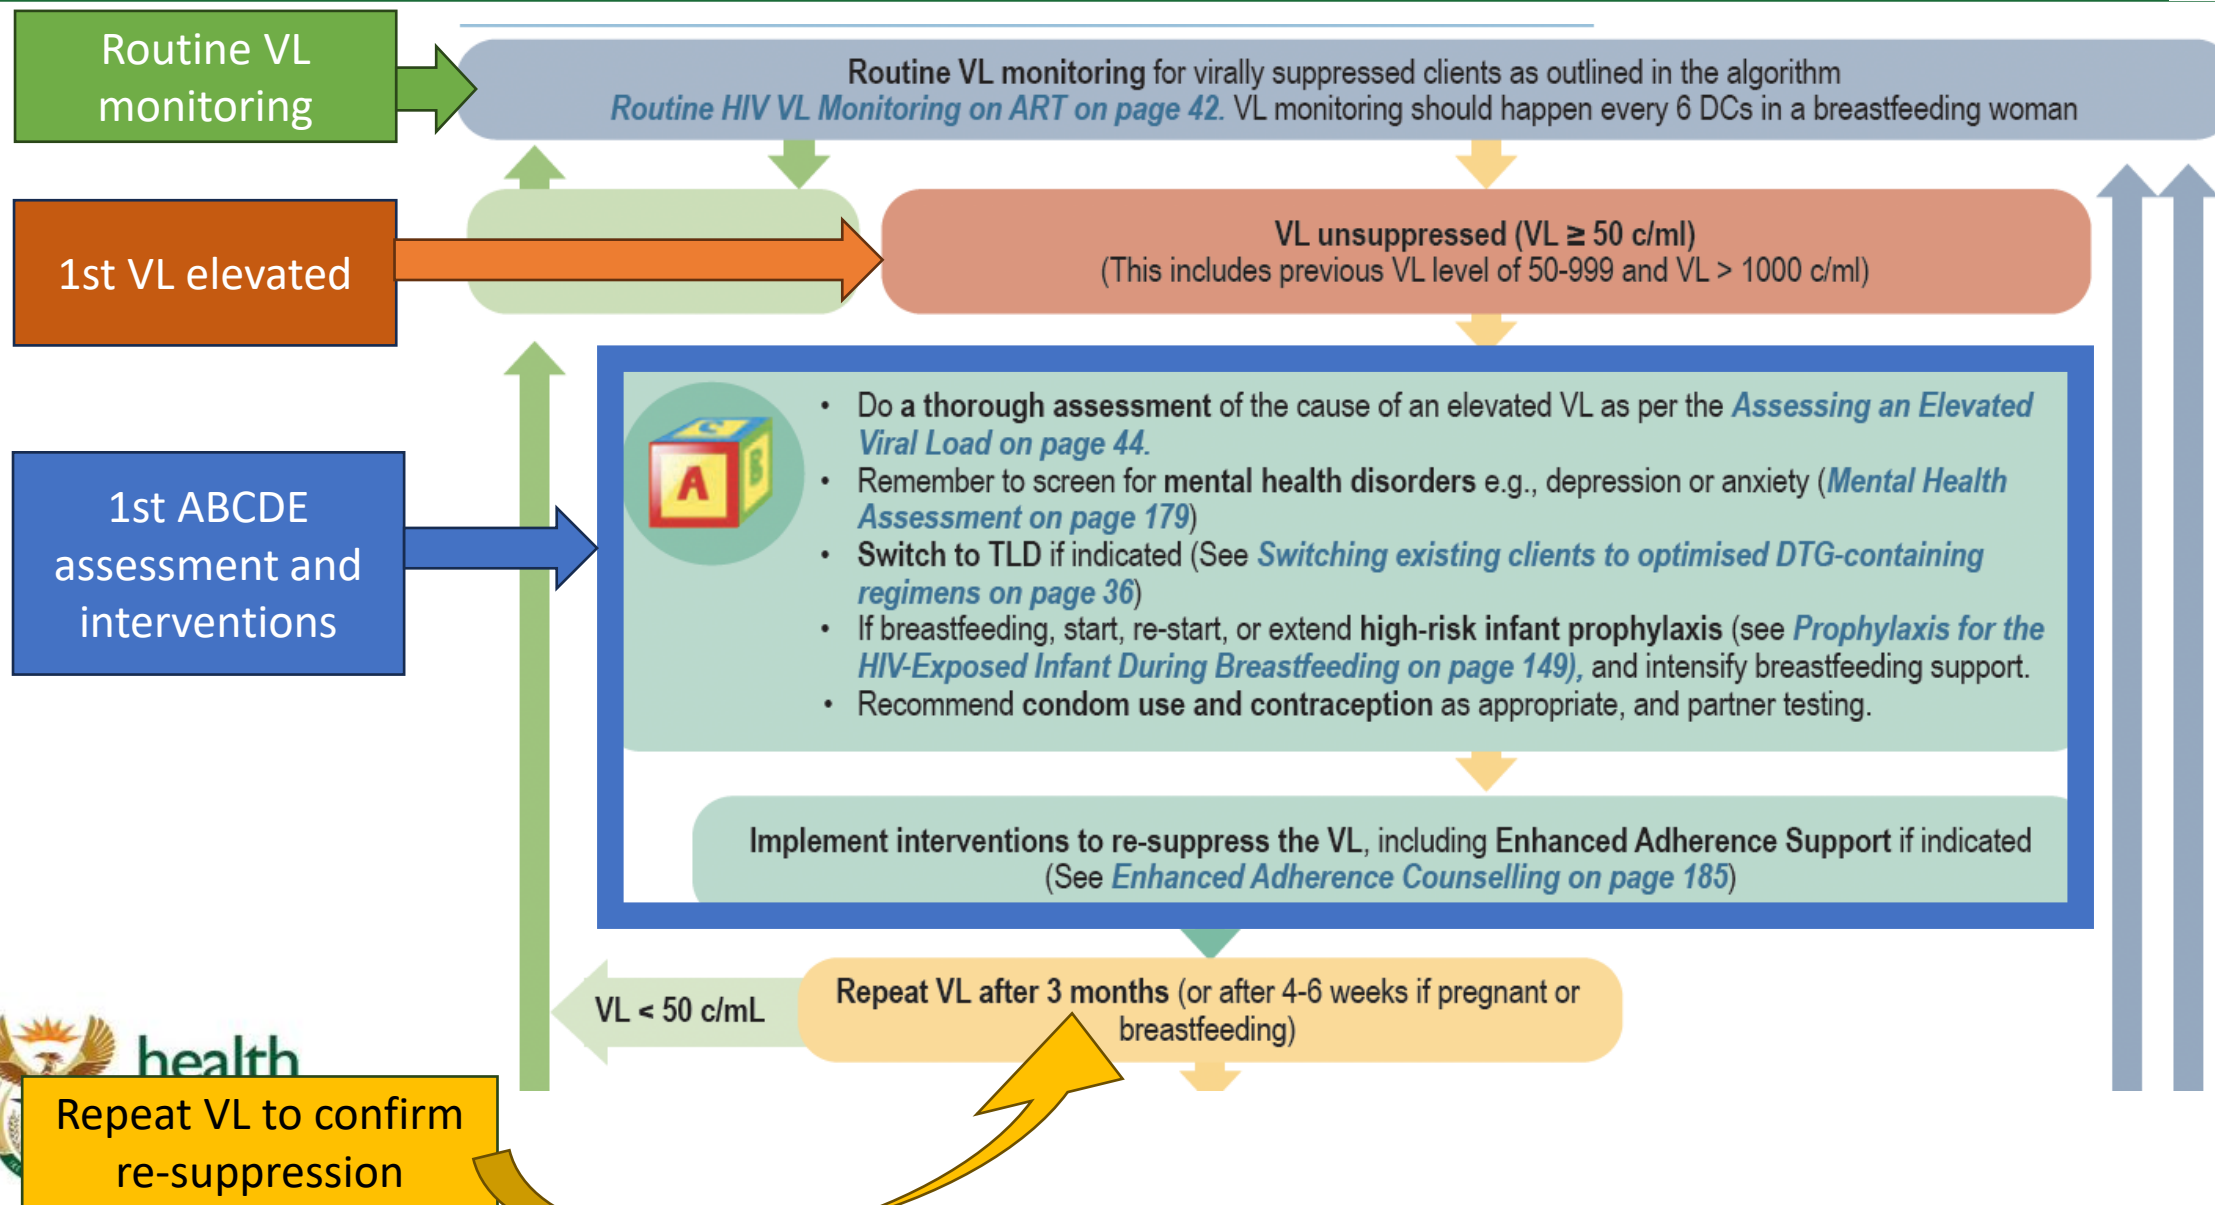 Routine VL
monitoring
Routine VL monitoring for virally suppressed clients as outlined in the algorithm
Routine HIV VL Monitoring on ART on page 42. VL monitoring should happen every 6 DCs in a breastfeeding woman
1st VL elevated
VL unsuppressed (VL ≥ 50 c/ml)
(This includes previous VL level of 50-999 and VL > 1000 c/ml)
1st ABCDE
assessment and
interventions
A
B
C
• Do a thorough assessment of the cause of an elevated VL as per the Assessing an Elevated
Viral Load on page 44.
• Remember to screen for mental health disorders e.g., depression or anxiety (Mental Health
Assessment on page 179)
• Switch to TLD if indicated (See Switching existing clients to optimised DTG-containing
regimens on page 36)
• If breastfeeding, start, re-start, or extend high-risk infant prophylaxis (see Prophylaxis for the
HIV-Exposed Infant During Breastfeeding on page 149), and intensify breastfeeding support.
• Recommend condom use and contraception as appropriate, and partner testing.
Implement interventions to re-suppress the VL, including Enhanced Adherence Support if indicated
(See Enhanced Adherence Counselling on page 185)
VL < 50 c/mL
Repeat VL after 3 months (or after 4-6 weeks if pregnant or
breastfeeding)
health
Repeat VL to confirm
re-suppression